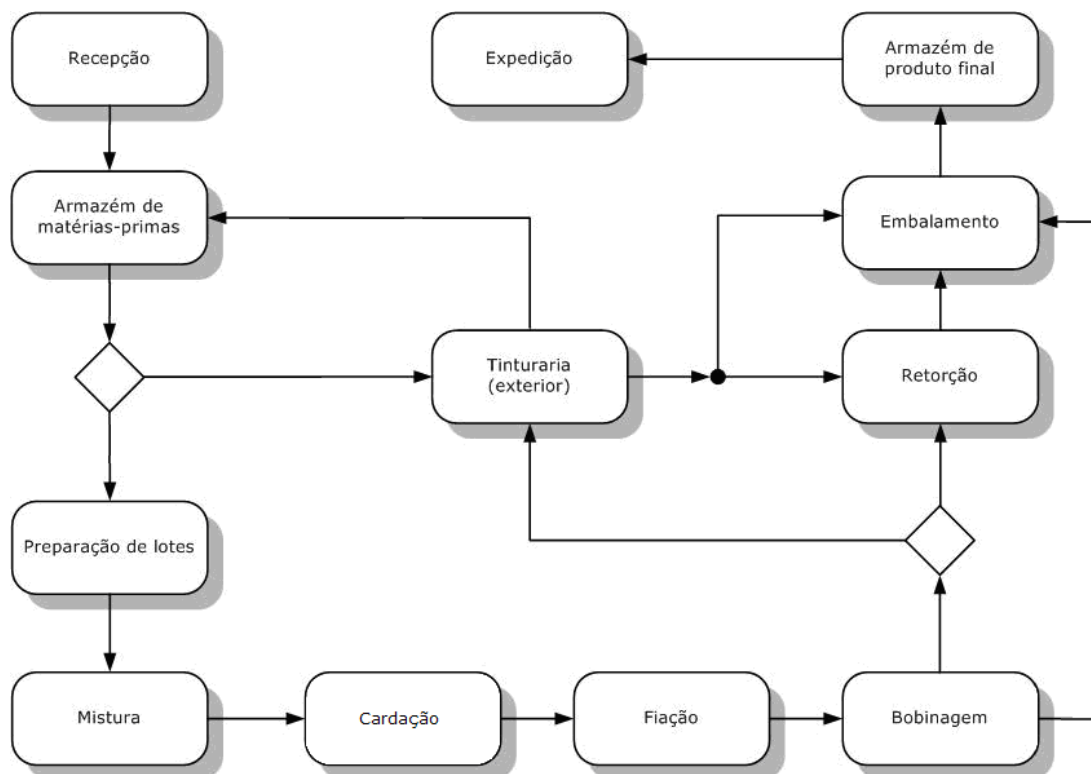 Recepção
Expedição
Armazém de
produto final
Armazém de
matérias-primas
Embalamento
Tinturaria
(exterior)
Retorção
Preparação de lotes
Mistura
Cardação
Fiação
Bobinagem